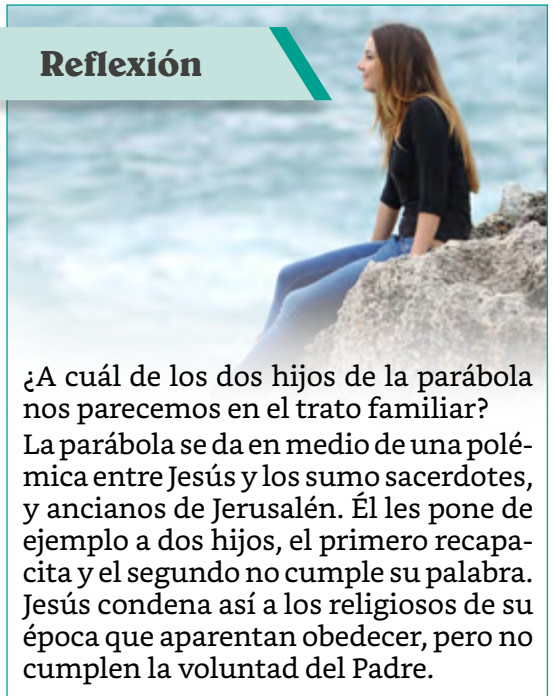 Reflexión
¿A cuál de los dos hijos de la parábola
nos parecemos en el trato familiar?
La parábola se da en medio de una polé-
mica entre Jesús y los sumo sacerdotes,
y ancianos de Jerusalén. Él les pone de
ejemplo a dos hijos, el primero recapa-
cita y el segundo no cumple su palabra.
Jesús condena así a los religiosos de su
época que aparentan obedecer, pero no
cumplen la voluntad del Padre.